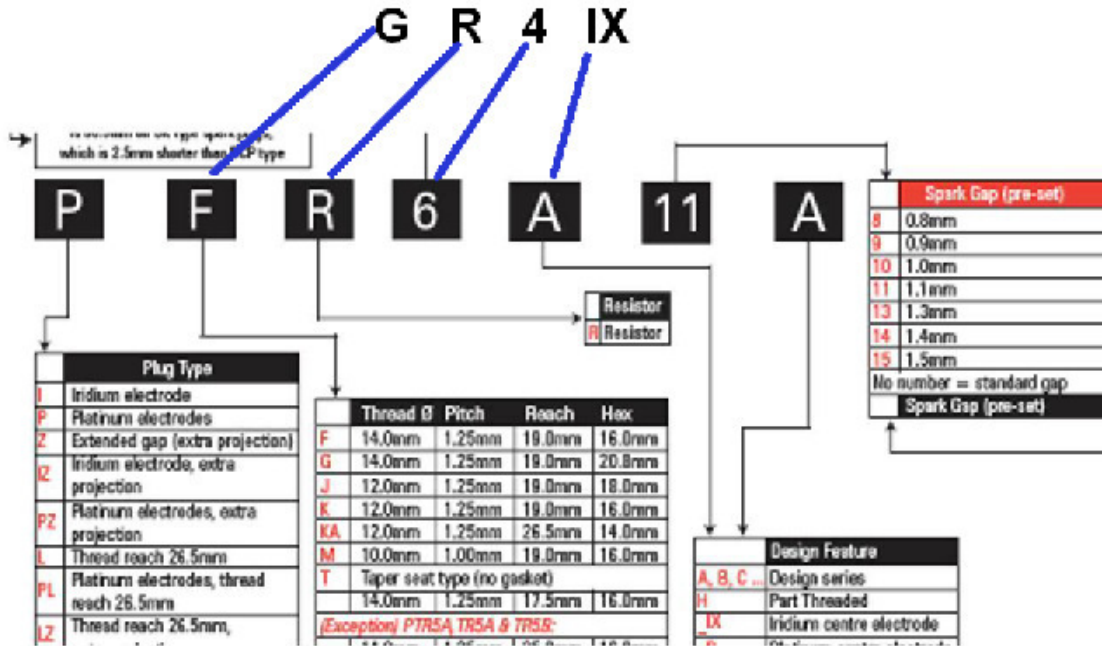 G R 4 IX
which is 2.5mm shorter than CP type
P F R 6 A 11 A
Spark Gap (pre-set)
8 0.8mm
9 0.9mm
10 1.0mm
11 1.1mm
13 1.3mm
14 1.4mm
15 1.5mm
No number = standard gap
Spark Gap (pre-set)
Resistor
R Resistor
Plug Type
I Iridium electrode
P Platinum electrodes
Z Extended gap (extra projection)
IZ Iridium electrode, extra
projection
PZ Platinum electrodes, extra
projection
L Thread reach 26.5mm
PL Platinum electrodes, thread
reach 26.5mm
LZ Thread reach 26.5mm,
Thread Ø Pitch Reach Hex
F 14.0mm 1.25mm 19.0mm 16.0mm
G 14.0mm 1.25mm 19.0mm 20.8mm
J 12.0mm 1.25mm 19.0mm 18.0mm
K 12.0mm 1.25mm 19.0mm 16.0mm
KA 12.0mm 1.25mm 26.5mm 14.0mm
M 10.0mm 1.00mm 19.0mm 16.0mm
T Taper seat type (no gasket)
14.0mm 1.25mm 17.5mm 16.0mm
(Exception) PTR5A, TR5A & TR5B:
Design Feature
A, B, C ... Design series
H Part Threaded
_IX Iridium centre electrode